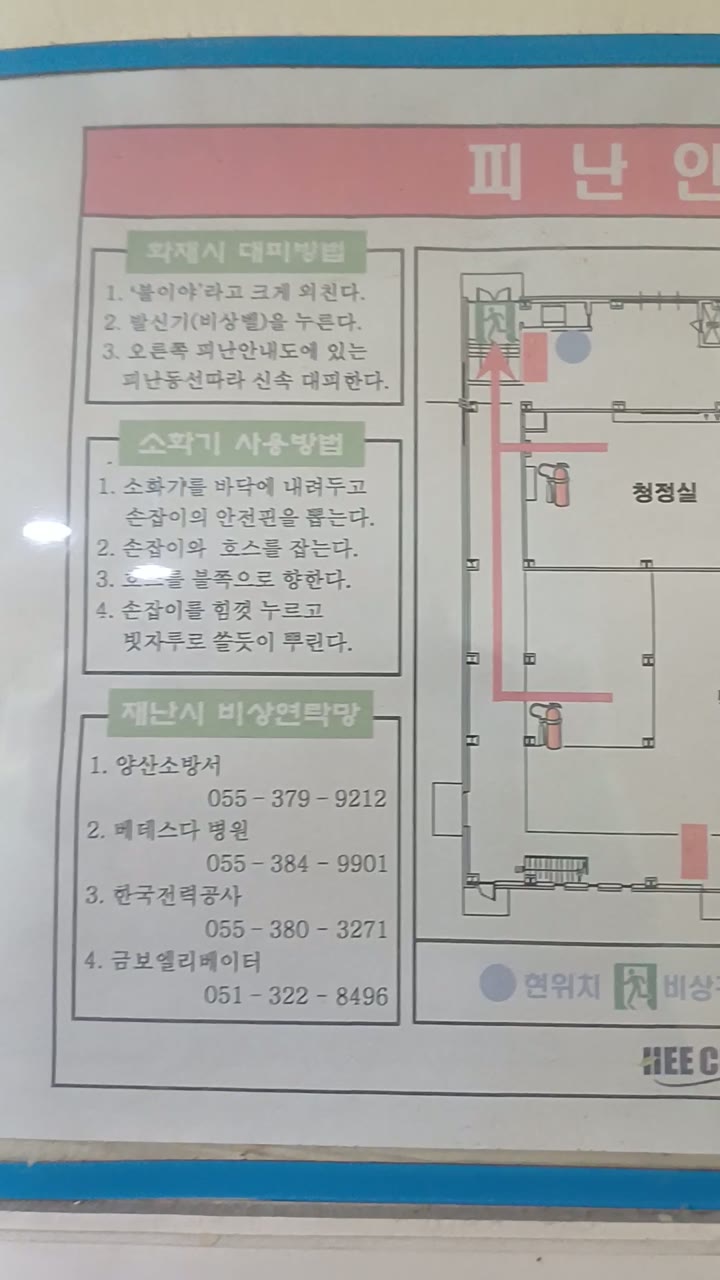 피 난 안
화재시 대피방법
1. '불이야'라고 크게 외친다.
2. 발신기(비상벨)을 누른다.
3. 오른쪽 피난안내도에 있는
피난동선따라 신속 대피한다.
소화기 사용방법
1. 소화기를 바닥에 내려두고
손잡이의 안전핀을 뽑는다.
2. 손잡이와 호스를 잡는다.
3. 호스를 불쪽으로 향한다.
4. 손잡이를 힘껏 누르고
빗자루로 쓸듯이 뿌린다.
재난시 비상연락망
1. 양산소방서
055 - 379 - 9212
2. 베데스다 병원
055 - 384 - 9901
3. 한국전력공사
055 - 380 - 3271
4. 금보엘리베이터
051 - 322 - 8496
청정실
현위치 비상
HEE C